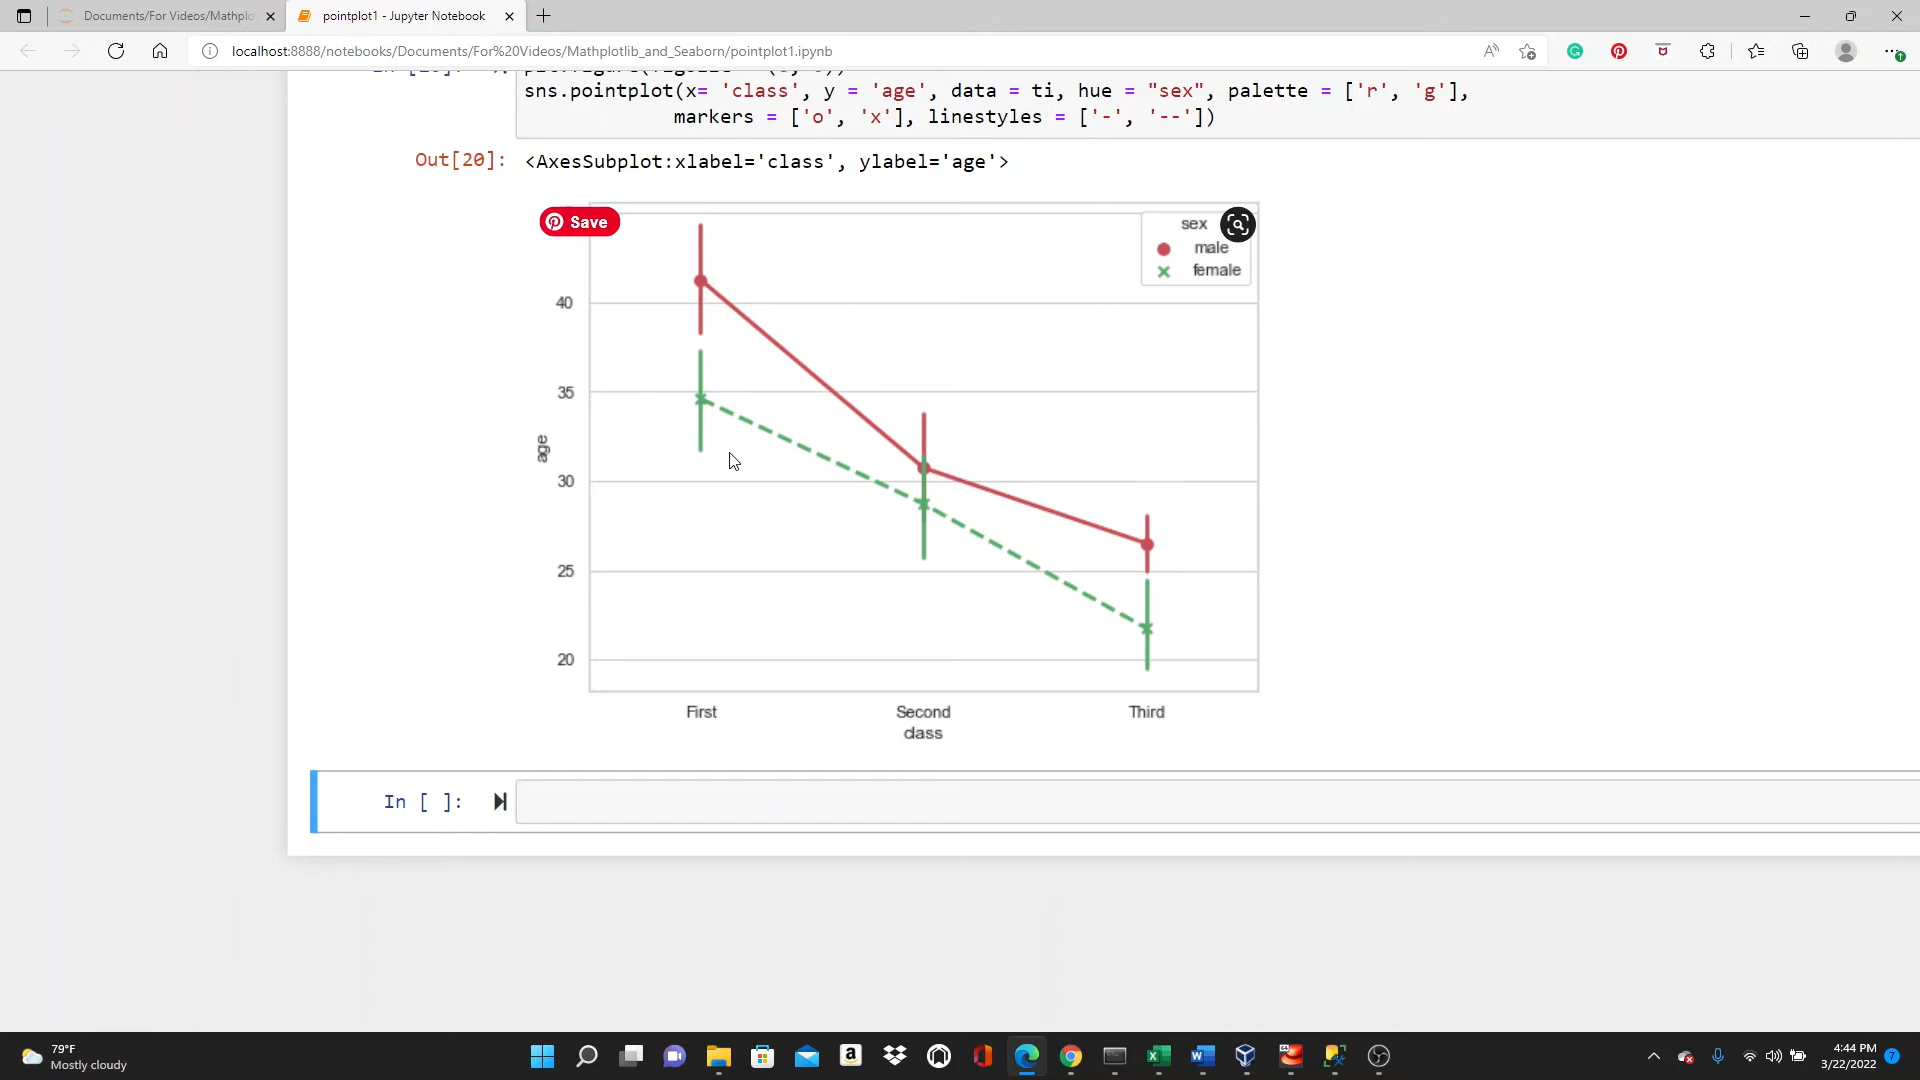 Documents/For Videos/Mathplo
pointplot1 - Jupyter Notebook
localhost:8888/notebooks/Documents/For%20Videos/Mathplotlib_and_Seaborn/pointplot1.ipynb
sns.pointplot(x= 'class', y = 'age', data = ti, hue = "sex", palette = ['r', 'g'],
markers = ['o', 'x'], linestyles = ['-', '--'])
Out[20]: <AxesSubplot:xlabel='class', ylabel='age'>
Save
sex
male
female
40
35
30
25
20
age
First Second Third
class
In [ ]:
79°F
Mostly cloudy
4:44 PM
3/22/2022
7